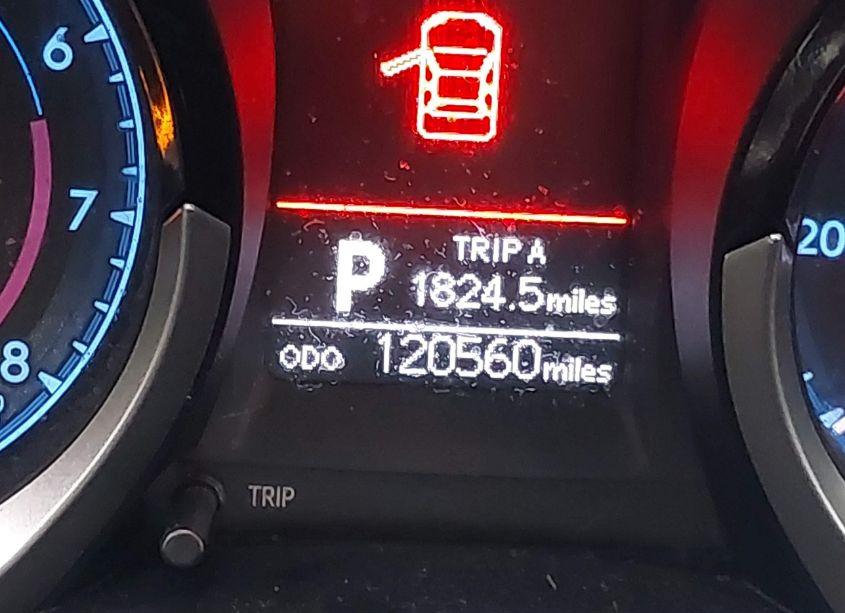 6
7
8
20
P
TRIP A
1824.5miles
ODO 120560miles
TRIP